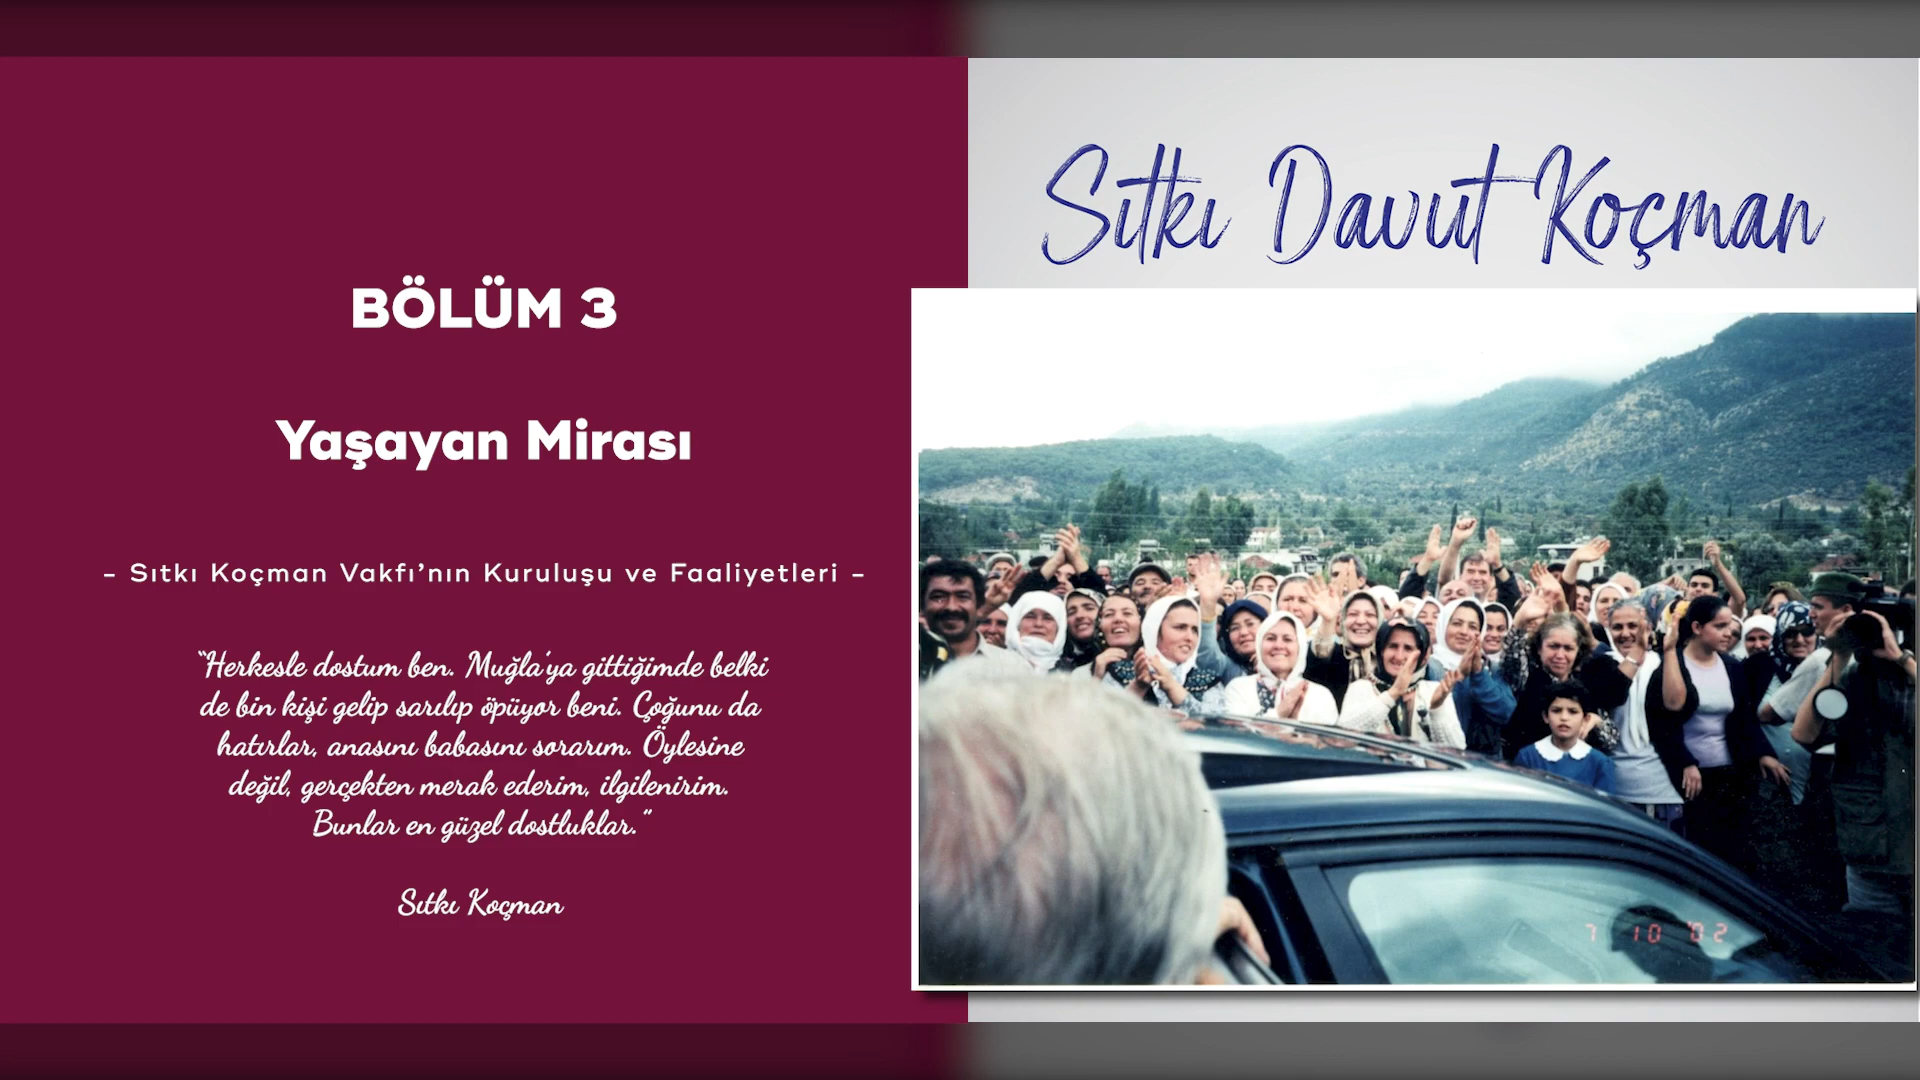 BÖLÜM 3
Yaşayan Mirası
– Sıtkı Koçman Vakfı’nın Kuruluşu ve Faaliyetleri –
“Herkesle dostum ben. Muğla’ya gittiğimde belki
de bin kişi gelip sarılıp öpüyor beni. Çoğunu da
hatırlar, anasını babasını sorarım. Öylesine
değil, gerçekten merak ederim, ilgilenirim.
Bunlar en güzel dostluklar.”
Sıtkı Koçman
Sıtkı Davut Koçman
7 10 '02